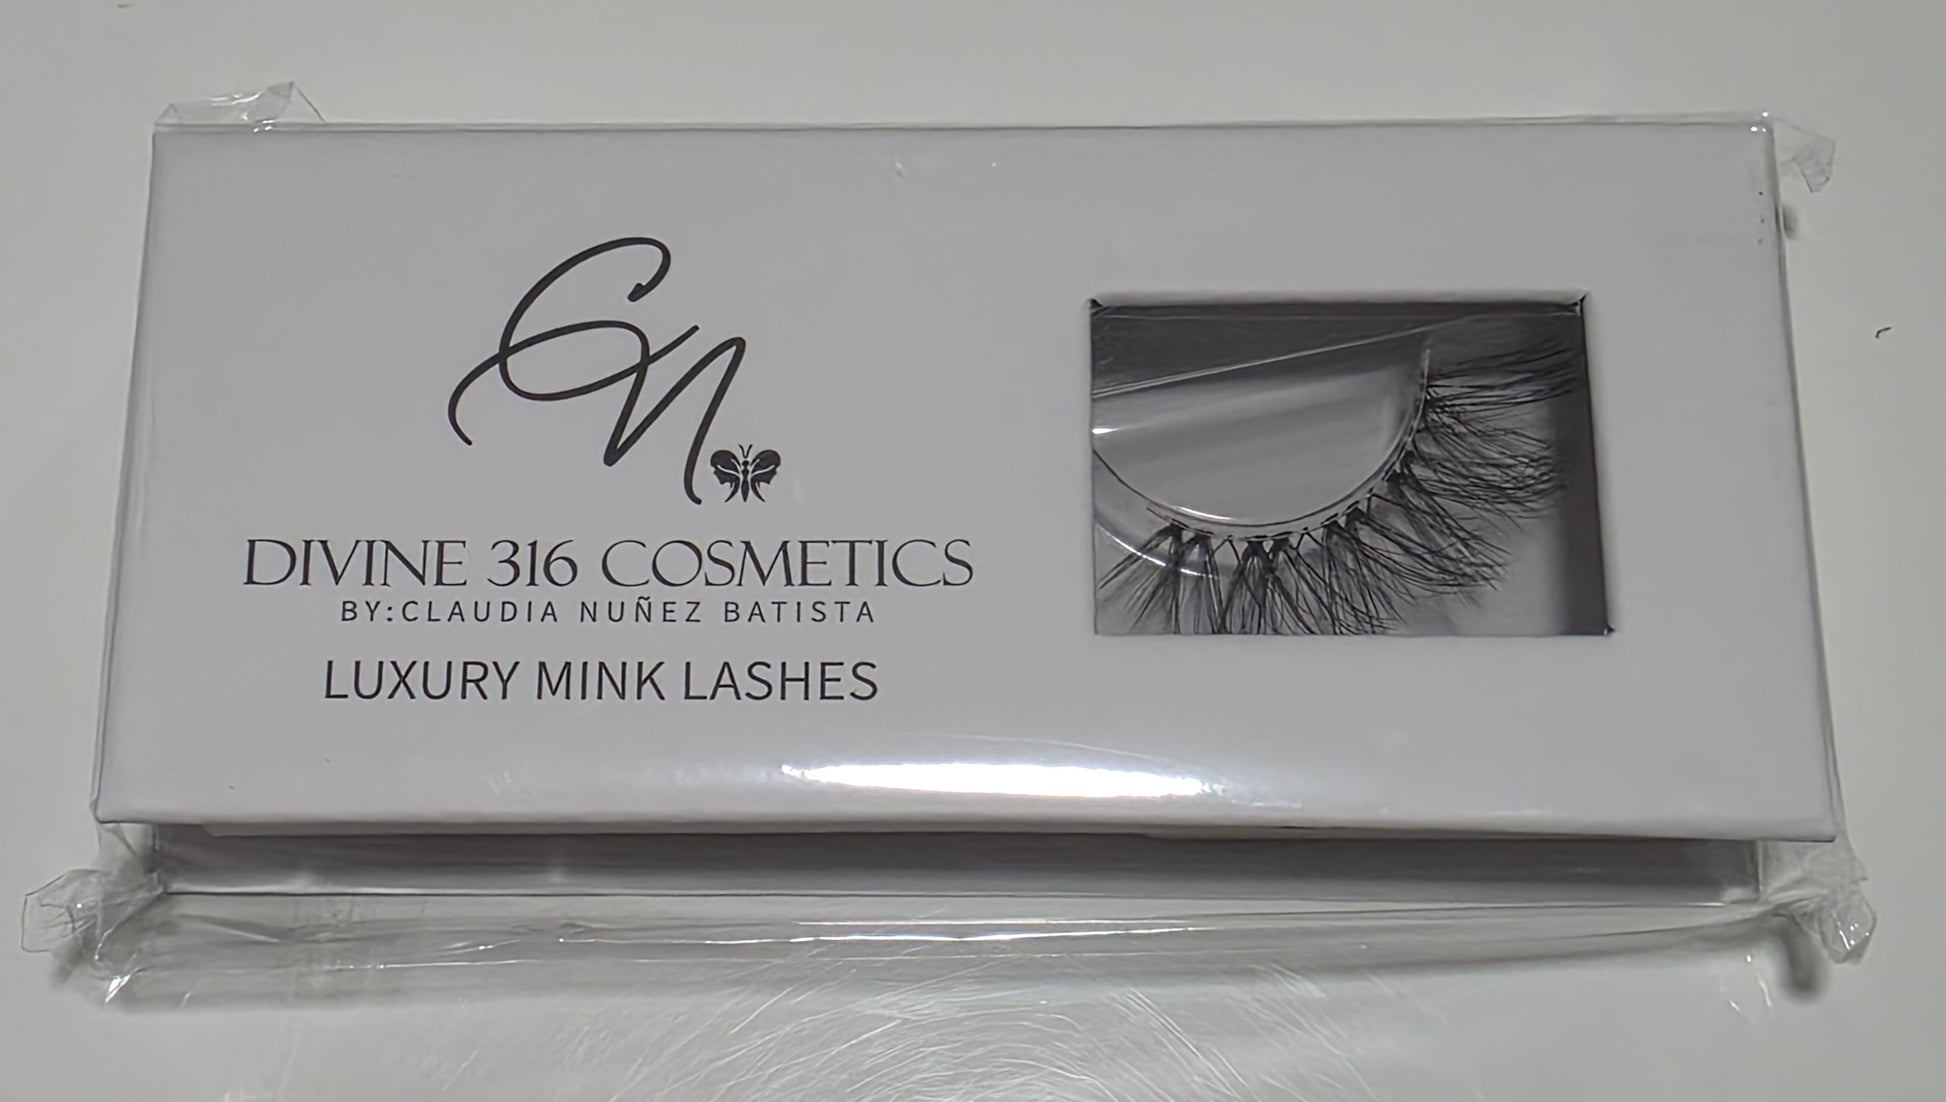 CN
DIVINE 316 COSMETICS
BY:CLAUDIA NUÑEZ BATISTA
LUXURY MINK LASHES